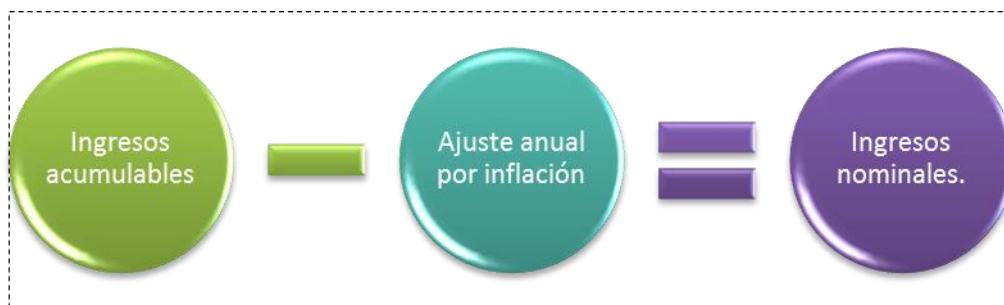 Ingresos
acumulables
Ajuste anual
por inflación
Ingresos
nominales.